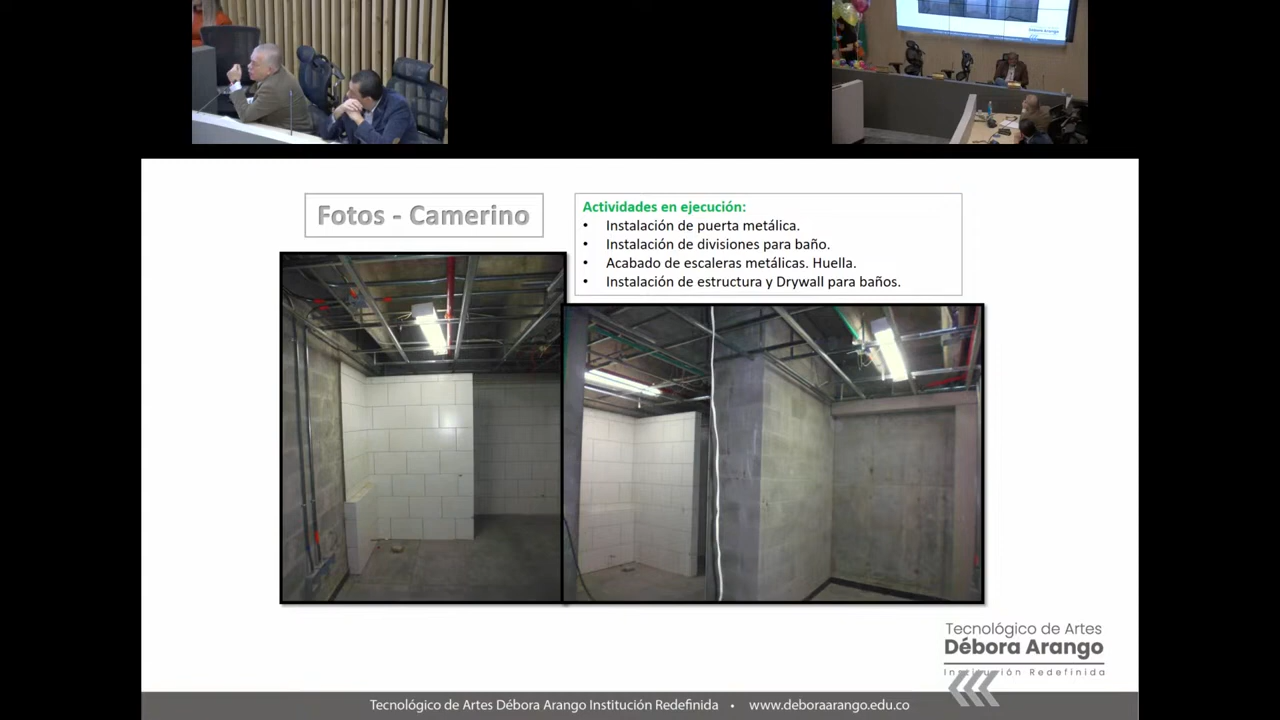 Débora Arango
Fotos - Camerino
Actividades en ejecución:
• Instalación de puerta metálica.
• Instalación de divisiones para baño.
• Acabado de escaleras metálicas. Huella.
• Instalación de estructura y Drywall para baños.
Tecnológico de Artes
Débora Arango
Institución Redefinida
Tecnológico de Artes Débora Arango Institución Redefinida • www.deboraarango.edu.co